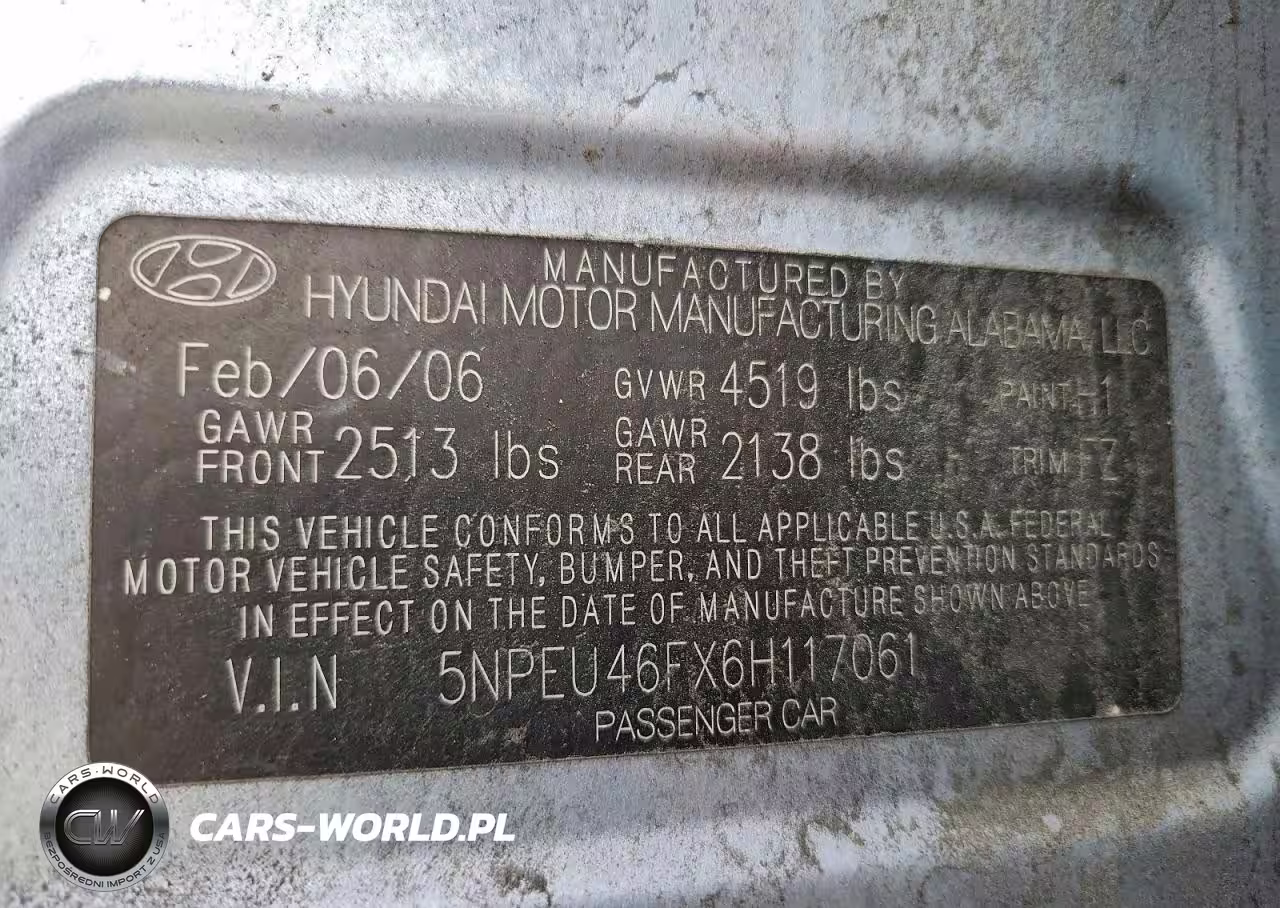 MANUFACTURED BY
HYUNDAI MOTOR MANUFACTURING ALABAMA, LLC
Feb/06/06 GVWR 4519 lbs PAINT H1
GAWR FRONT 2513 lbs GAWR REAR 2138 lbs TRIM FZ
THIS VEHICLE CONFORMS TO ALL APPLICABLE U.S.A. FEDERAL
MOTOR VEHICLE SAFETY, BUMPER, AND THEFT PREVENTION STANDARDS
IN EFFECT ON THE DATE OF MANUFACTURE SHOWN ABOVE
V.I.N 5NPEU46FX6H117061
PASSENGER CAR
CARS-WORLD
CW
BEZPOŚREDNI IMPORT Z USA
CARS-WORLD.PL